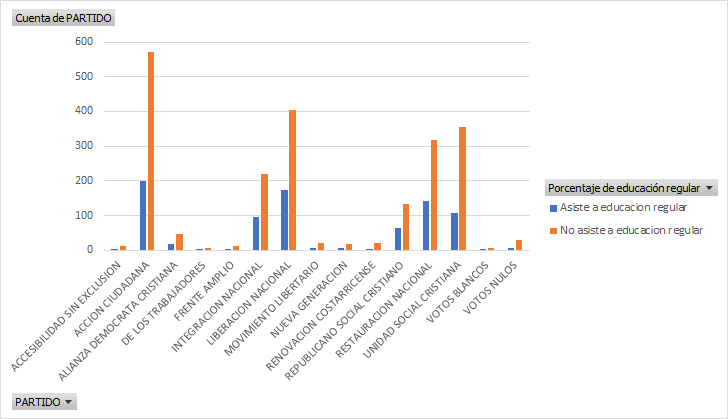 Cuenta de PARTIDO
600
500
400
300
200
100
0
ACCESIBILIDAD SIN EXCLUSION
ACCION CIUDADANA
ALIANZA DEMOCRATA CRISTIANA
DE LOS TRABAJADORES
FRENTE AMPLIO
INTEGRACION NACIONAL
LIBERACION NACIONAL
MOVIMIENTO LIBERTARIO
NUEVA GENERACION
RENOVACION COSTARRICENSE
REPUBLICANO SOCIAL CRISTIANO
RESTAURACION NACIONAL
UNIDAD SOCIAL CRISTIANA
VOTOS BLANCOS
VOTOS NULOS
Porcentaje de educación regular
Asiste a educacion regular
No asiste a educacion regular
PARTIDO